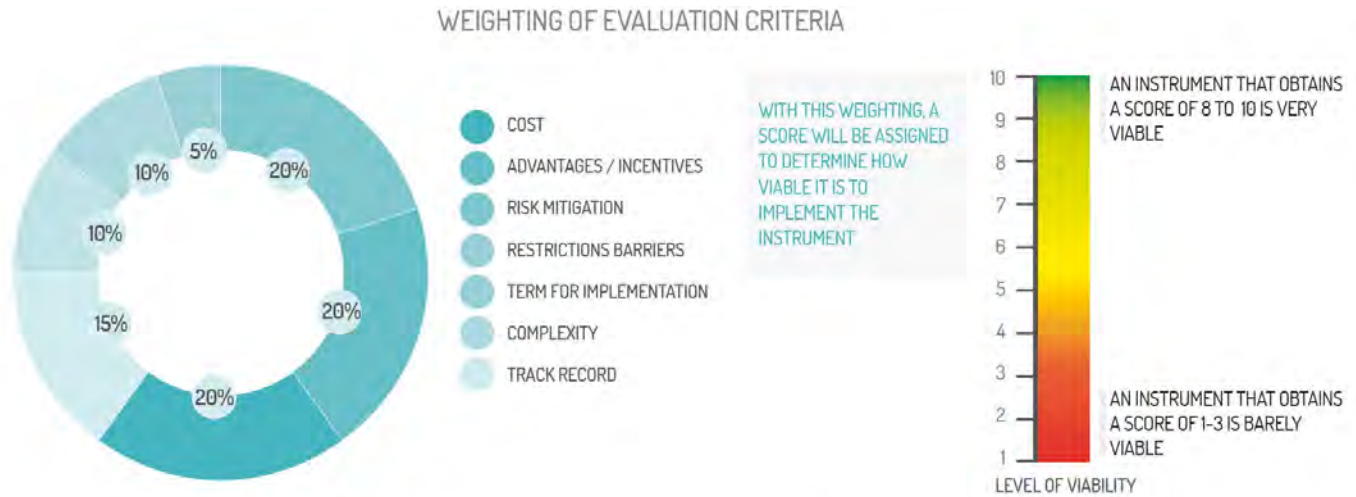 WEIGHTING OF EVALUATION CRITERIA
5%
20%
10%
10%
20%
15%
20%
COST
ADVANTAGES / INCENTIVES
RISK MITIGATION
RESTRICTIONS BARRIERS
TERM FOR IMPLEMENTATION
COMPLEXITY
TRACK RECORD
WITH THIS WEIGHTING, A
SCORE WILL BE ASSIGNED
TO DETERMINE HOW
VIABLE IT IS TO
IMPLEMENT THE
INSTRUMENT
10
9
8
7
6
5
4
3
2
1
AN INSTRUMENT THAT OBTAINS
A SCORE OF 8 TO 10 IS VERY
VIABLE
AN INSTRUMENT THAT OBTAINS
A SCORE OF 1-3 IS BARELY
VIABLE
LEVEL OF VIABILITY